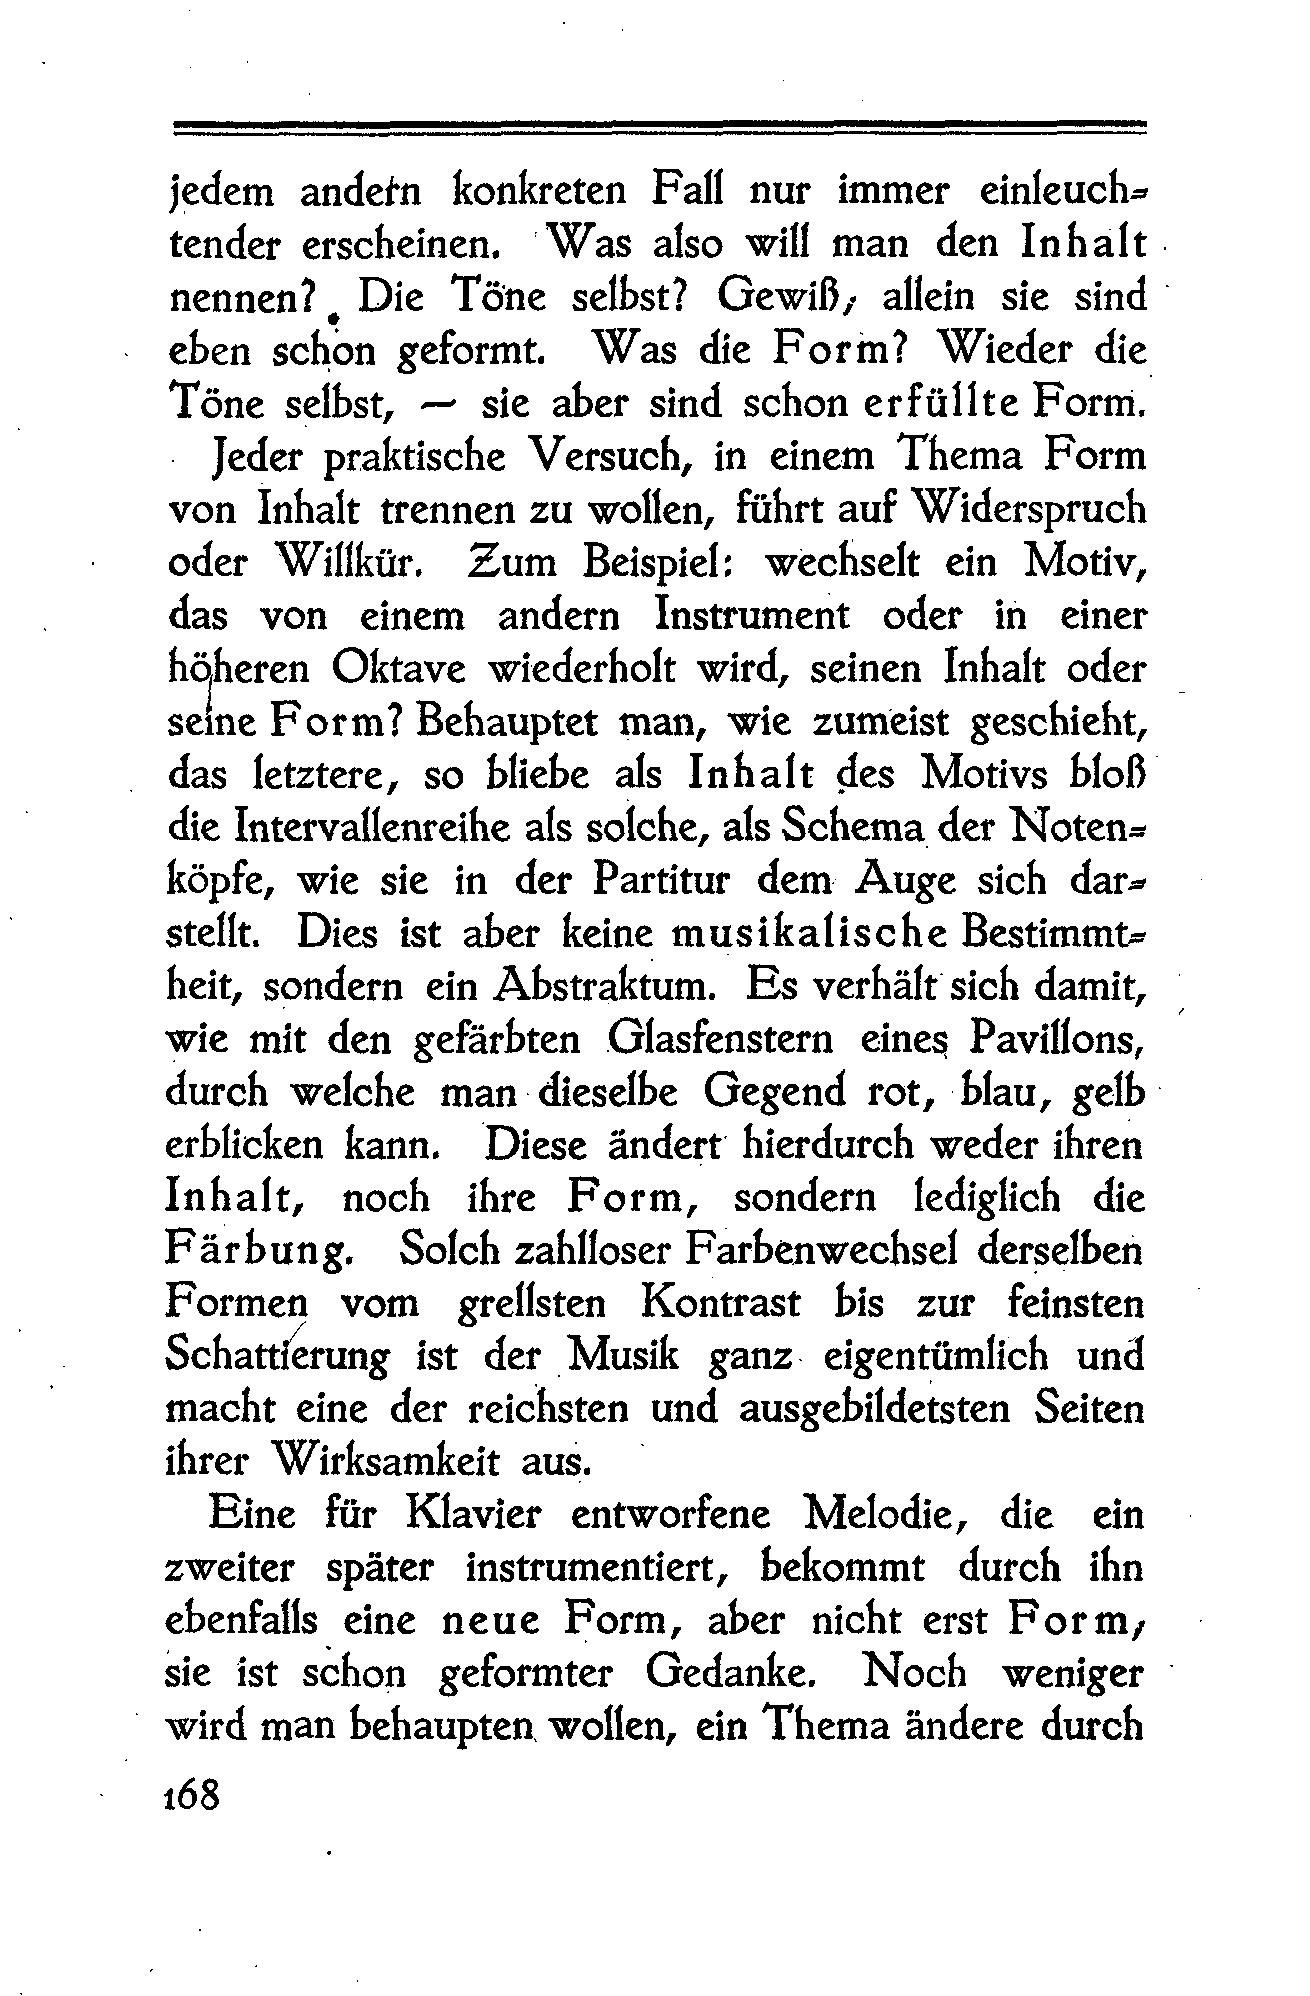 jedem andern konkreten Fall nur immer einleuch-
tender erscheinen. Was also will man den Inhalt
nennen? Die Töne selbst? Gewiß; allein sie sind
eben schon geformt. Was die Form? Wieder die
Töne selbst, — sie aber sind schon erfüllte Form.
Jeder praktische Versuch, in einem Thema Form
von Inhalt trennen zu wollen, führt auf Widerspruch
oder Willkür. Zum Beispiel: wechselt ein Motiv,
das von einem andern Instrument oder in einer
höheren Oktave wiederholt wird, seinen Inhalt oder
seine Form? Behauptet man, wie zumeist geschieht,
das letztere, so bliebe als Inhalt des Motivs bloß
die Intervallenreihe als solche, als Schema der Noten-
köpfe, wie sie in der Partitur dem Auge sich dar-
stellt. Dies ist aber keine musikalische Bestimmt-
heit, sondern ein Abstraktum. Es verhält sich damit,
wie mit den gefärbten Glasfenstern eines Pavillons,
durch welche man dieselbe Gegend rot, blau, gelb
erblicken kann. Diese ändert hierdurch weder ihren
Inhalt, noch ihre Form, sondern lediglich die
Färbung. Solch zahlloser Farbenwechsel derselben
Formen vom grellsten Kontrast bis zur feinsten
Schattierung ist der Musik ganz eigentümlich und
macht eine der reichsten und ausgebildetsten Seiten
ihrer Wirksamkeit aus.
Eine für Klavier entworfene Melodie, die ein
zweiter später instrumentiert, bekommt durch ihn
ebenfalls eine neue Form, aber nicht erst Form;
sie ist schon geformter Gedanke. Noch weniger
wird man behaupten wollen, ein Thema ändere durch
168